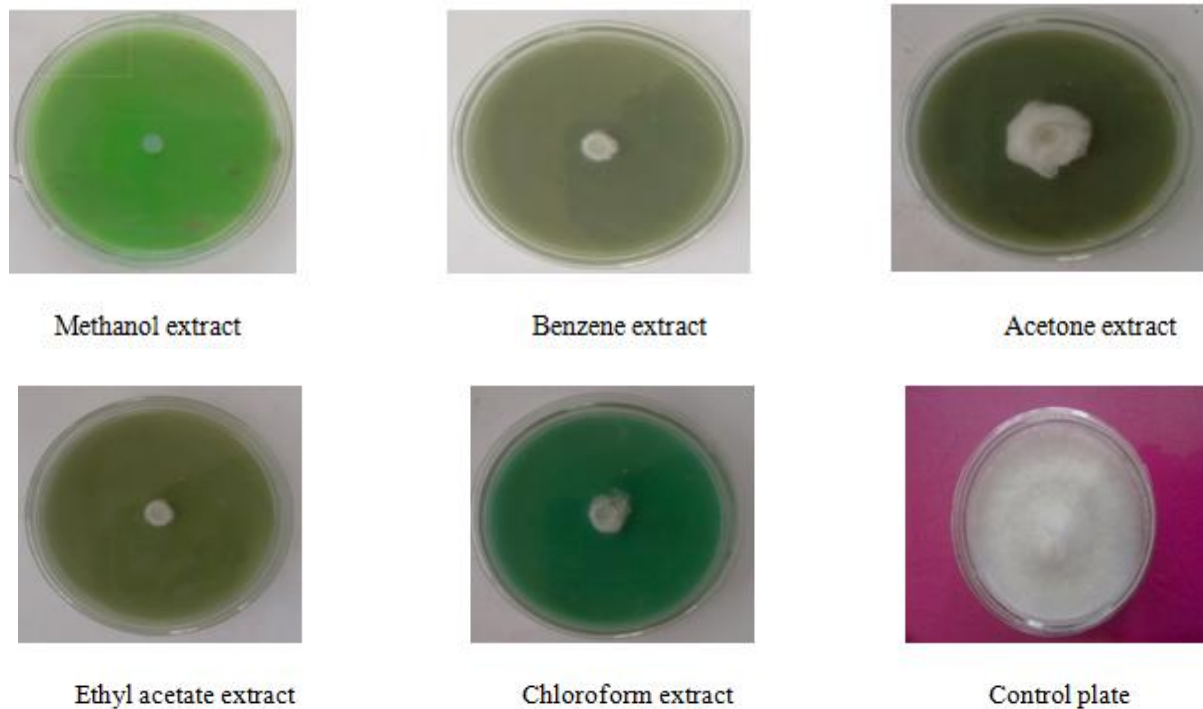 Methanol extract
Benzene extract
Acetone extract
Ethyl acetate extract
Chloroform extract
Control plate